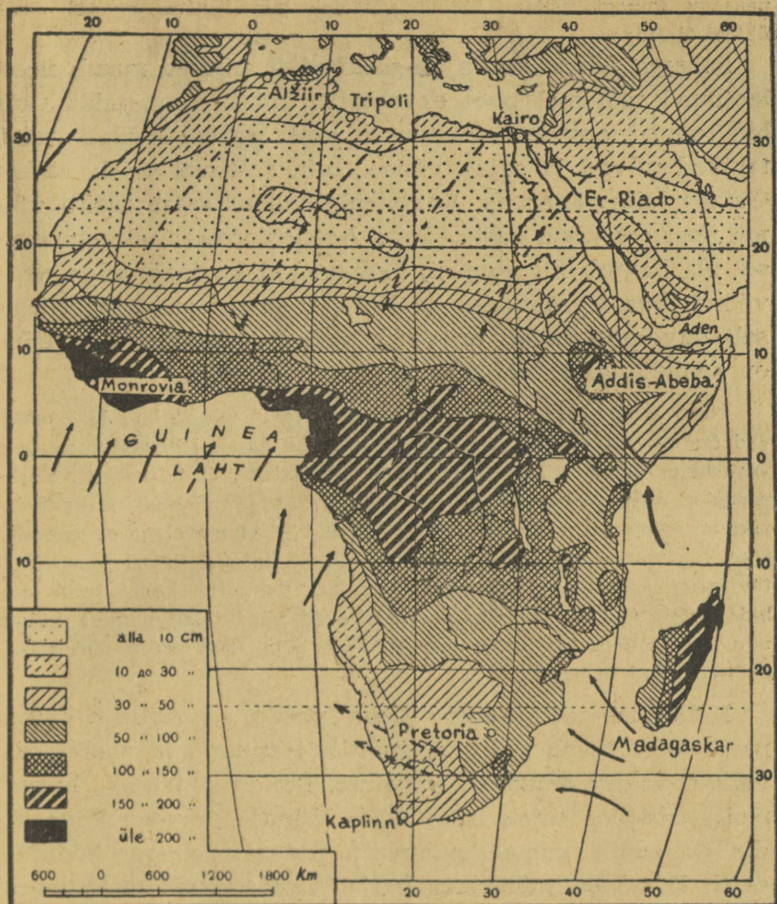 20 10 0 10 20 30 40 50 60
Alžiir
Tripoli
Kairo
30 30
Er-Riado
20 20
Aden
10 10
Monrovia
Addis-Abeba
GUINEA
LAHT
0 0
10 10
alla 10 cm
10 до 30 "
30 " 50 "
50 " 100 "
100 " 150 "
150 " 200 "
üle 200 "
20
Pretoria
Madagaskar
30
Kaplinn
600 0 600 1200 1800 Km
20 30 40 50 60